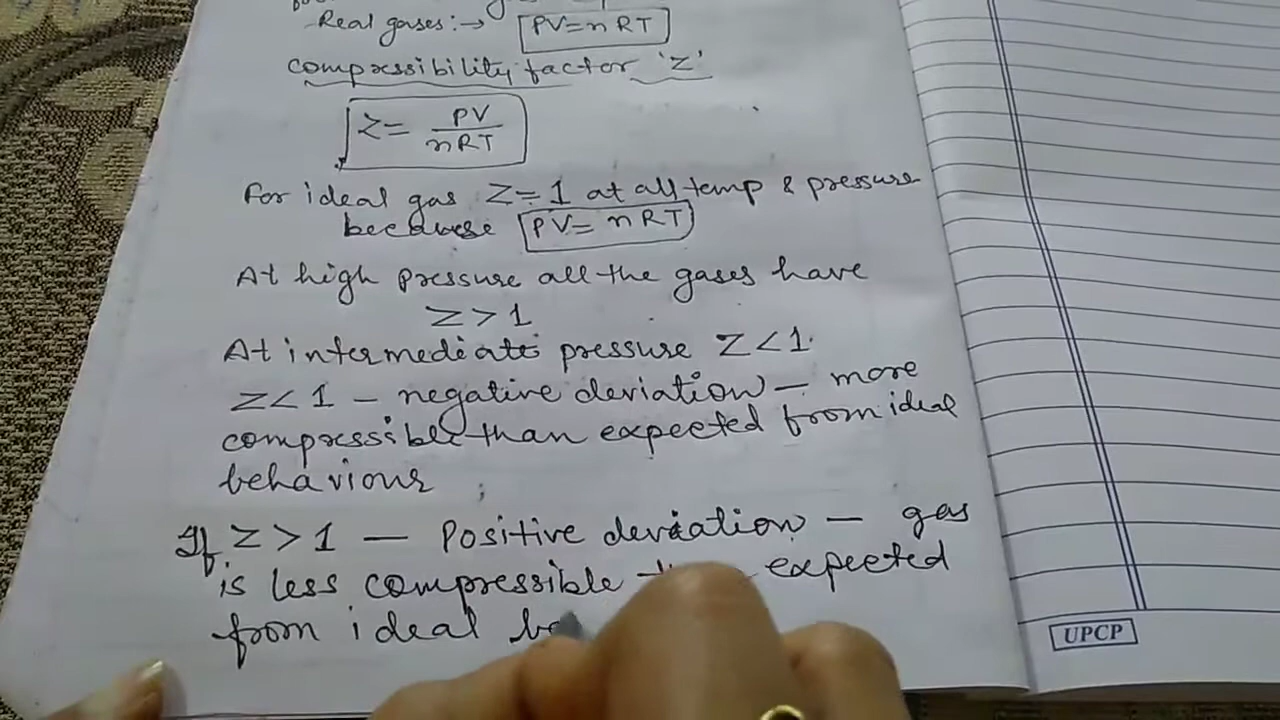 Real gases:→ PV=nRT
compressibility factor 'Z'
Z= PV/nRT
For ideal gas Z=1 at all temp & pressure
because PV= nRT
At high pressure all the gases have
Z>1
At intermediate pressure Z<1.
Z<1 - negative deviation - more
compressible than expected from ideal
behaviour
If Z>1 — Positive deviation — gas
is less compressible expected
from ideal
UPCP